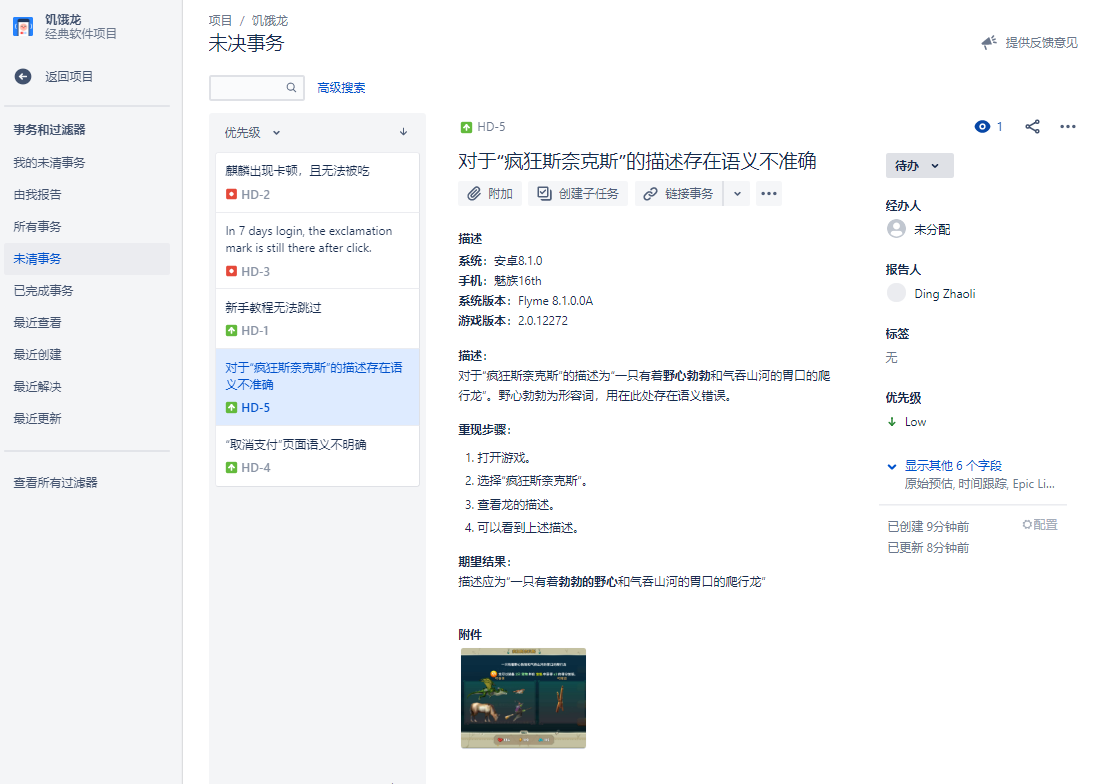 饥饿龙
经典软件项目
返回项目
事务和过滤器
我的未清事务
由我报告
所有事务
未清事务
已完成事务
最近查看
最近创建
最近解决
最近更新
查看所有过滤器
项目 / 饥饿龙
未决事务
提供反馈意见
高级搜索
优先级
麒麟出现卡顿，且无法被吃
HD-2
In 7 days login, the exclamation
mark is still there after click.
HD-3
新手教程无法跳过
HD-1
对于“疯狂斯奈克斯”的描述存在语
义不准确
HD-5
“取消支付”页面语义不明确
HD-4
HD-5
1
对于“疯狂斯奈克斯”的描述存在语义不准确
附加
创建子任务
链接事务
描述
系统：安卓8.1.0
手机：魅族16th
系统版本：Flyme 8.1.0.0A
游戏版本：2.0.12272
描述：
对于“疯狂斯奈克斯”的描述为“一只有着野心勃勃和气吞山河的胃口的爬
行龙”。野心勃勃为形容词，用在此处存在语义错误。
重现步骤：
1. 打开游戏。
2. 选择“疯狂斯奈克斯”。
3. 查看龙的描述。
4. 可以看到上述描述。
期望结果：
描述应为“一只有着勃勃的野心和气吞山河的胃口的爬行龙”
附件
待办
经办人
未分配
报告人
Ding Zhaoli
标签
无
优先级
Low
显示其他 6 个字段
原始预估, 时间跟踪, Epic Li...
已创建 9分钟前
配置
已更新 8分钟前